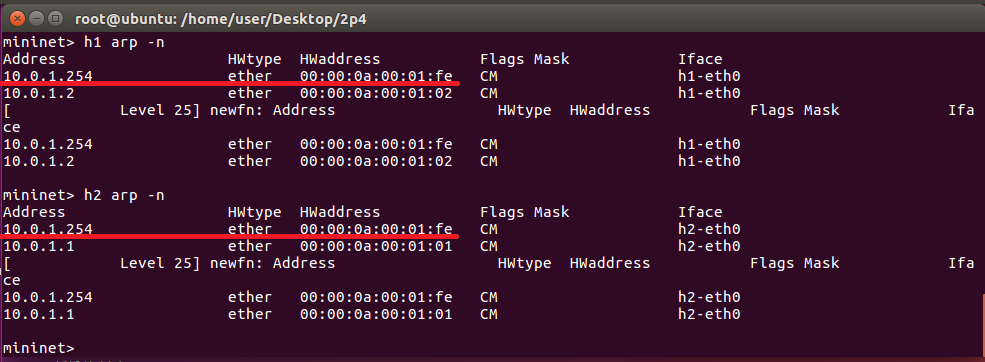 root@ubuntu: /home/user/Desktop/2p4
mininet> h1 arp -n
Address HWtype HWaddress Flags Mask Iface
10.0.1.254 ether 00:00:0a:00:01:fe CM h1-eth0
10.0.1.2 ether 00:00:0a:00:01:02 CM h1-eth0
[ Level 25] newfn: Address HWtype HWaddress Flags Mask Ifa
ce
10.0.1.254 ether 00:00:0a:00:01:fe CM h1-eth0
10.0.1.2 ether 00:00:0a:00:01:02 CM h1-eth0
mininet> h2 arp -n
Address HWtype HWaddress Flags Mask Iface
10.0.1.254 ether 00:00:0a:00:01:fe CM h2-eth0
10.0.1.1 ether 00:00:0a:00:01:01 CM h2-eth0
[ Level 25] newfn: Address HWtype HWaddress Flags Mask Ifa
ce
10.0.1.254 ether 00:00:0a:00:01:fe CM h2-eth0
10.0.1.1 ether 00:00:0a:00:01:01 CM h2-eth0
mininet>